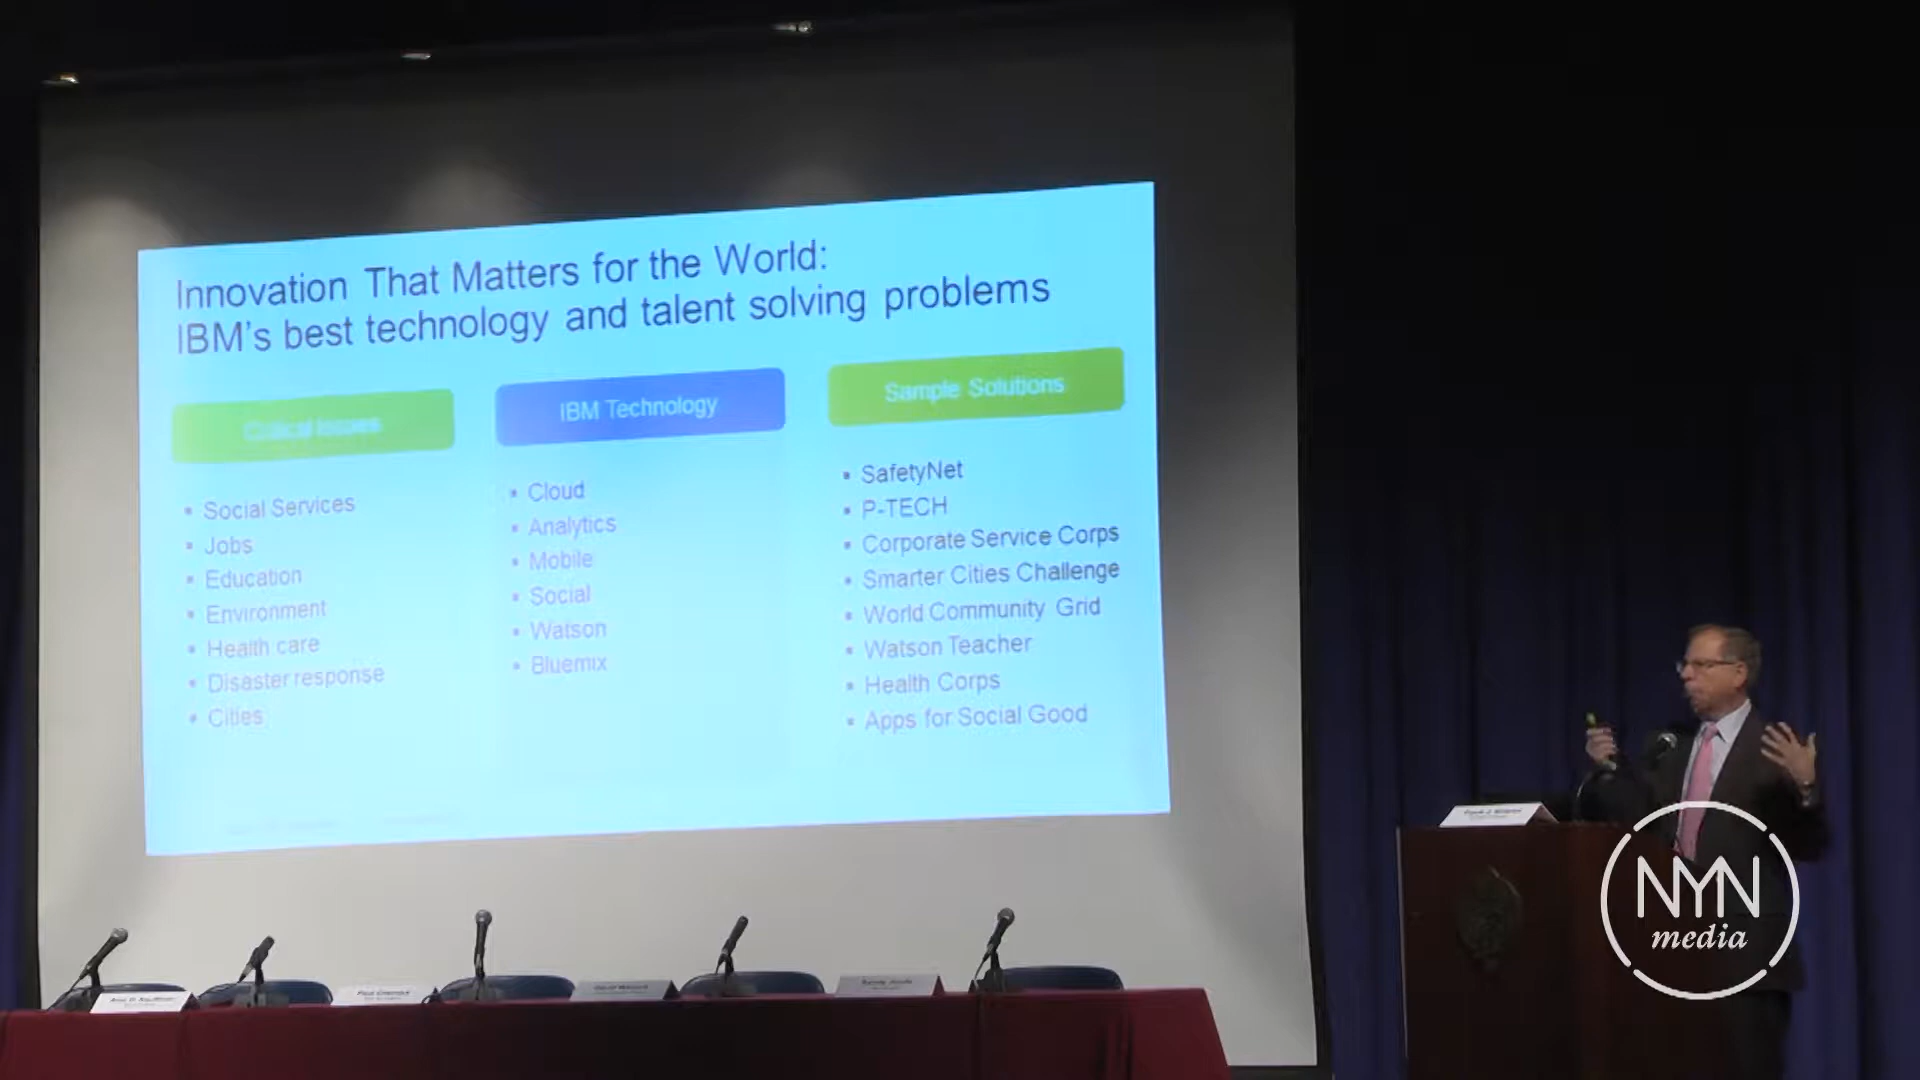 Innovation That Matters for the World:
IBM's best technology and talent solving problems
Critical Issues
▪ Social Services
▪ Jobs
▪ Education
▪ Environment
▪ Health care
▪ Disaster response
▪ Cities
IBM Technology
▪ Cloud
▪ Analytics
▪ Mobile
▪ Social
▪ Watson
▪ Bluemix
Sample Solutions
▪ SafetyNet
▪ P-TECH
▪ Corporate Service Corps
▪ Smarter Cities Challenge
▪ World Community Grid
▪ Watson Teacher
▪ Health Corps
▪ Apps for Social Good
NYN
media